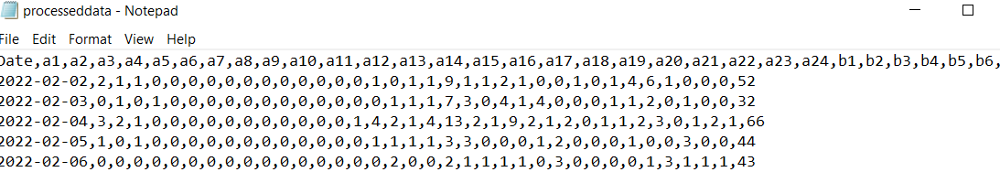 processeddata - Notepad
File Edit Format View Help
Date,a1,a2,a3,a4,a5,a6,a7,a8,a9,a10,a11,a12,a13,a14,a15,a16,a17,a18,a19,a20,a21,a22,a23,a24,b1,b2,b3,b4,b5,b6,
2022-02-02,2,1,1,0,0,0,0,0,0,0,0,0,0,0,0,1,0,1,1,9,1,1,2,1,0,0,1,0,1,4,6,1,0,0,0,52
2022-02-03,0,1,0,1,0,0,0,0,0,0,0,0,0,0,0,0,1,1,1,7,3,0,4,1,4,0,0,0,1,1,2,0,1,0,0,32
2022-02-04,3,2,1,0,0,0,0,0,0,0,0,0,0,0,1,4,2,1,4,13,2,1,9,2,1,2,0,1,1,2,3,0,1,2,1,66
2022-02-05,1,0,1,0,0,0,0,0,0,0,0,0,0,0,0,1,1,1,1,3,3,0,0,0,1,2,0,0,0,1,0,0,3,0,0,44
2022-02-06,0,0,0,0,0,0,0,0,0,0,0,0,0,0,0,0,2,0,0,2,1,1,1,1,0,3,0,0,0,0,1,3,1,1,1,43